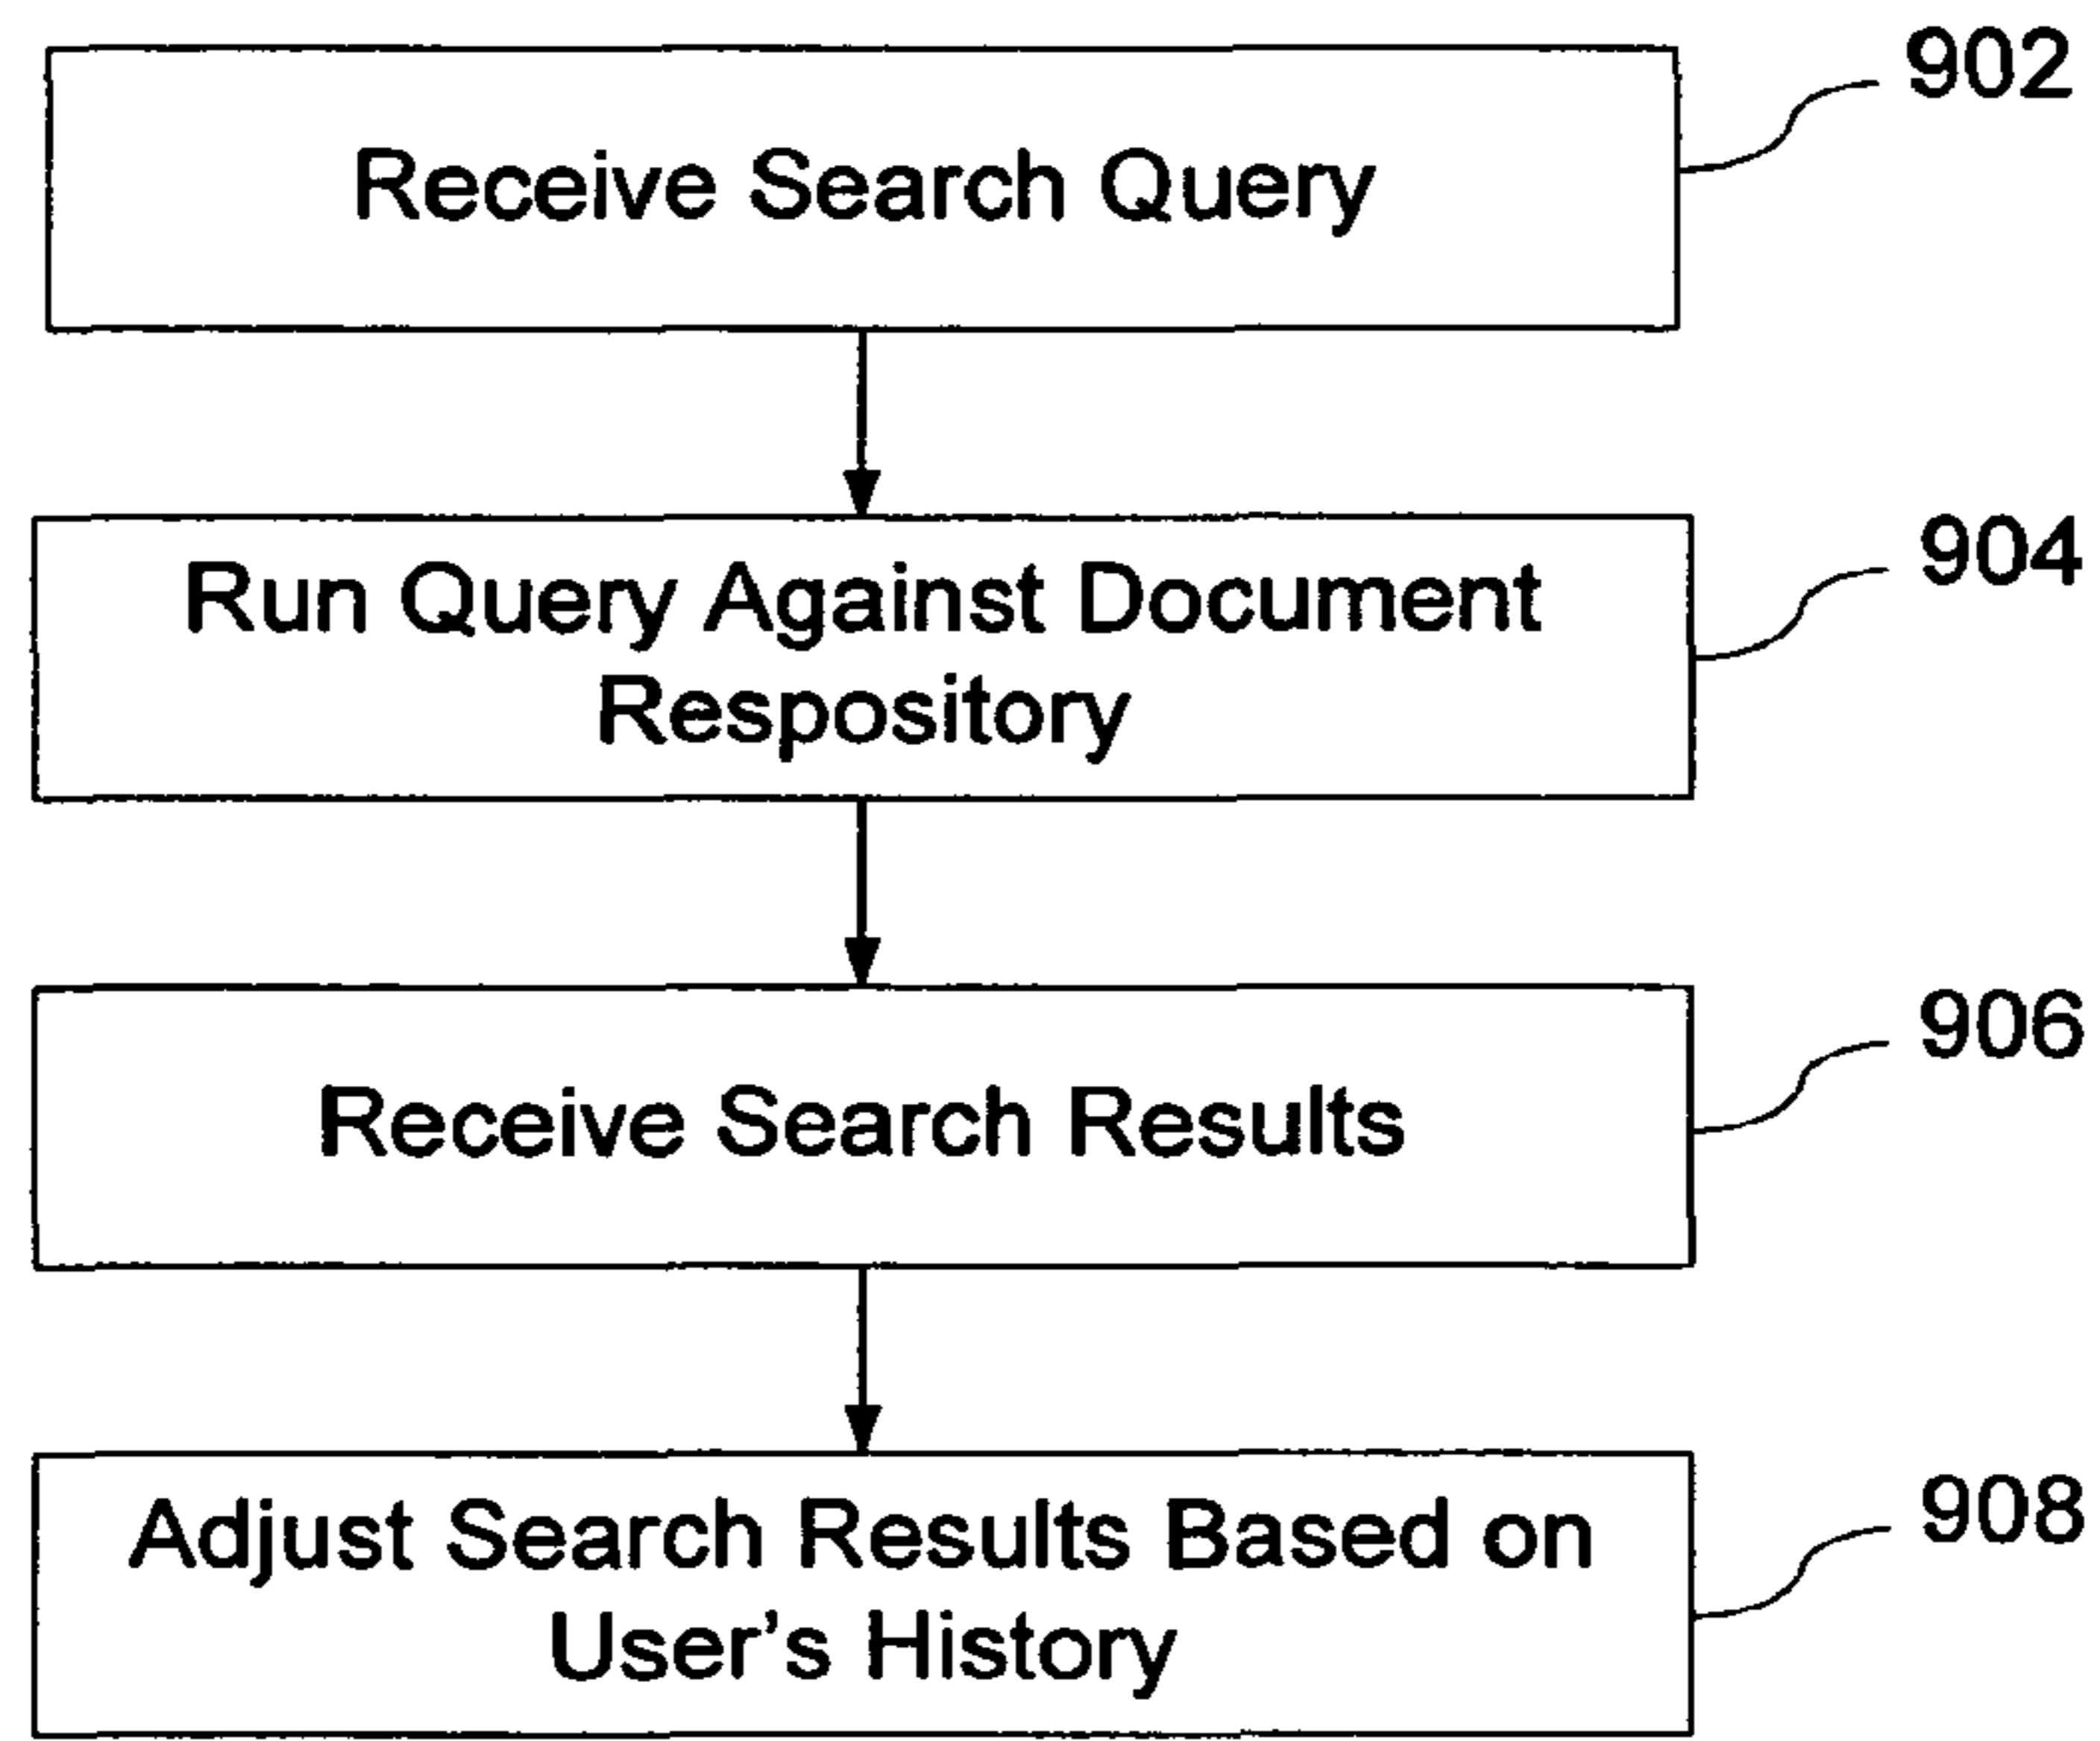 902
Receive Search Query
904
Run Query Against Document
Respository
906
Receive Search Results
908
Adjust Search Results Based on
User's History